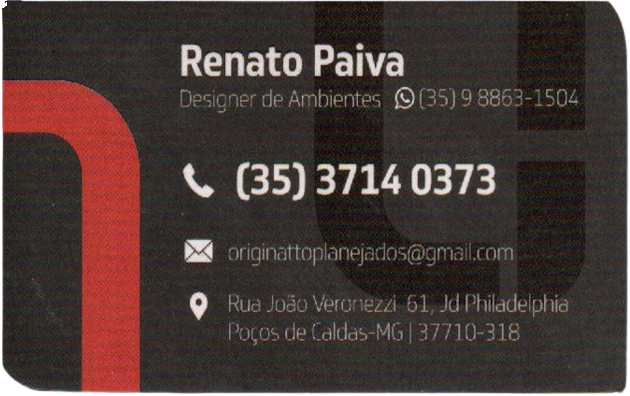 Renato Paiva
Designer de Ambientes (35) 9 8863-1504
(35) 3714 0373
originattoplanejados@gmail.com
Rua João Veronezzi 61, Jd Philadelphia
Poços de Caldas-MG | 37710-318